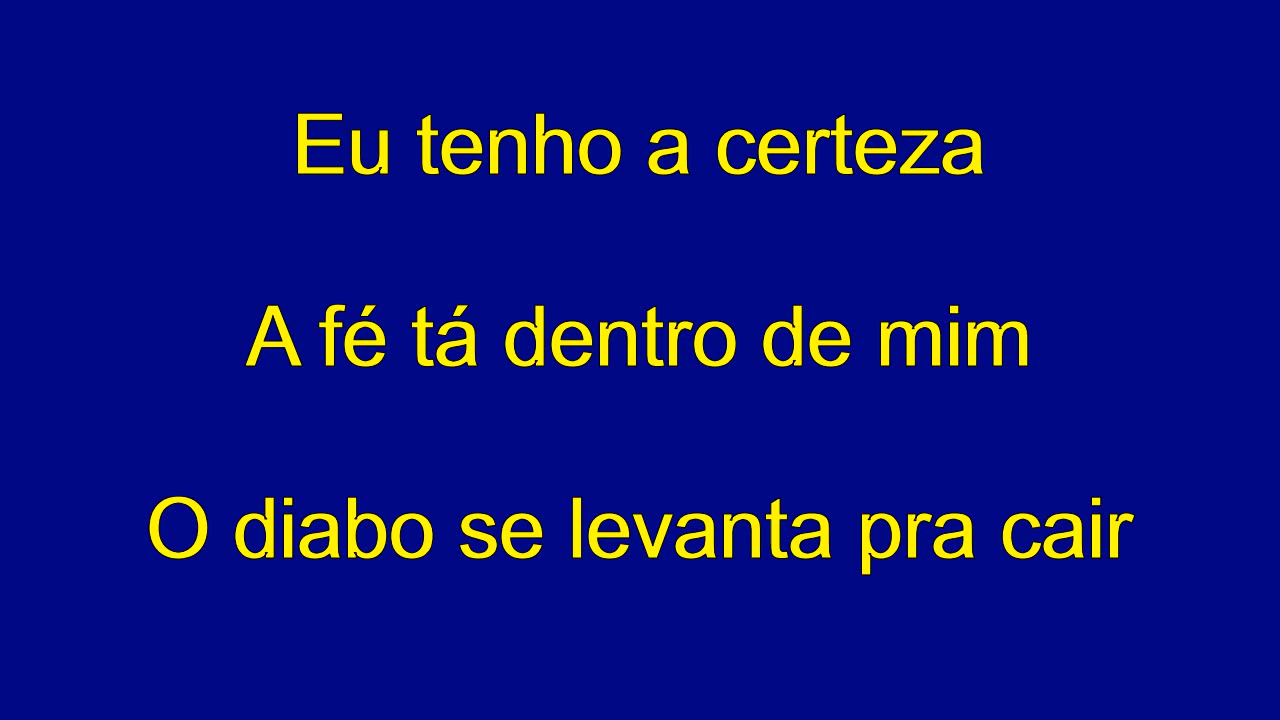 Eu tenho a certeza
A fé tá dentro de mim
O diabo se levanta pra cair